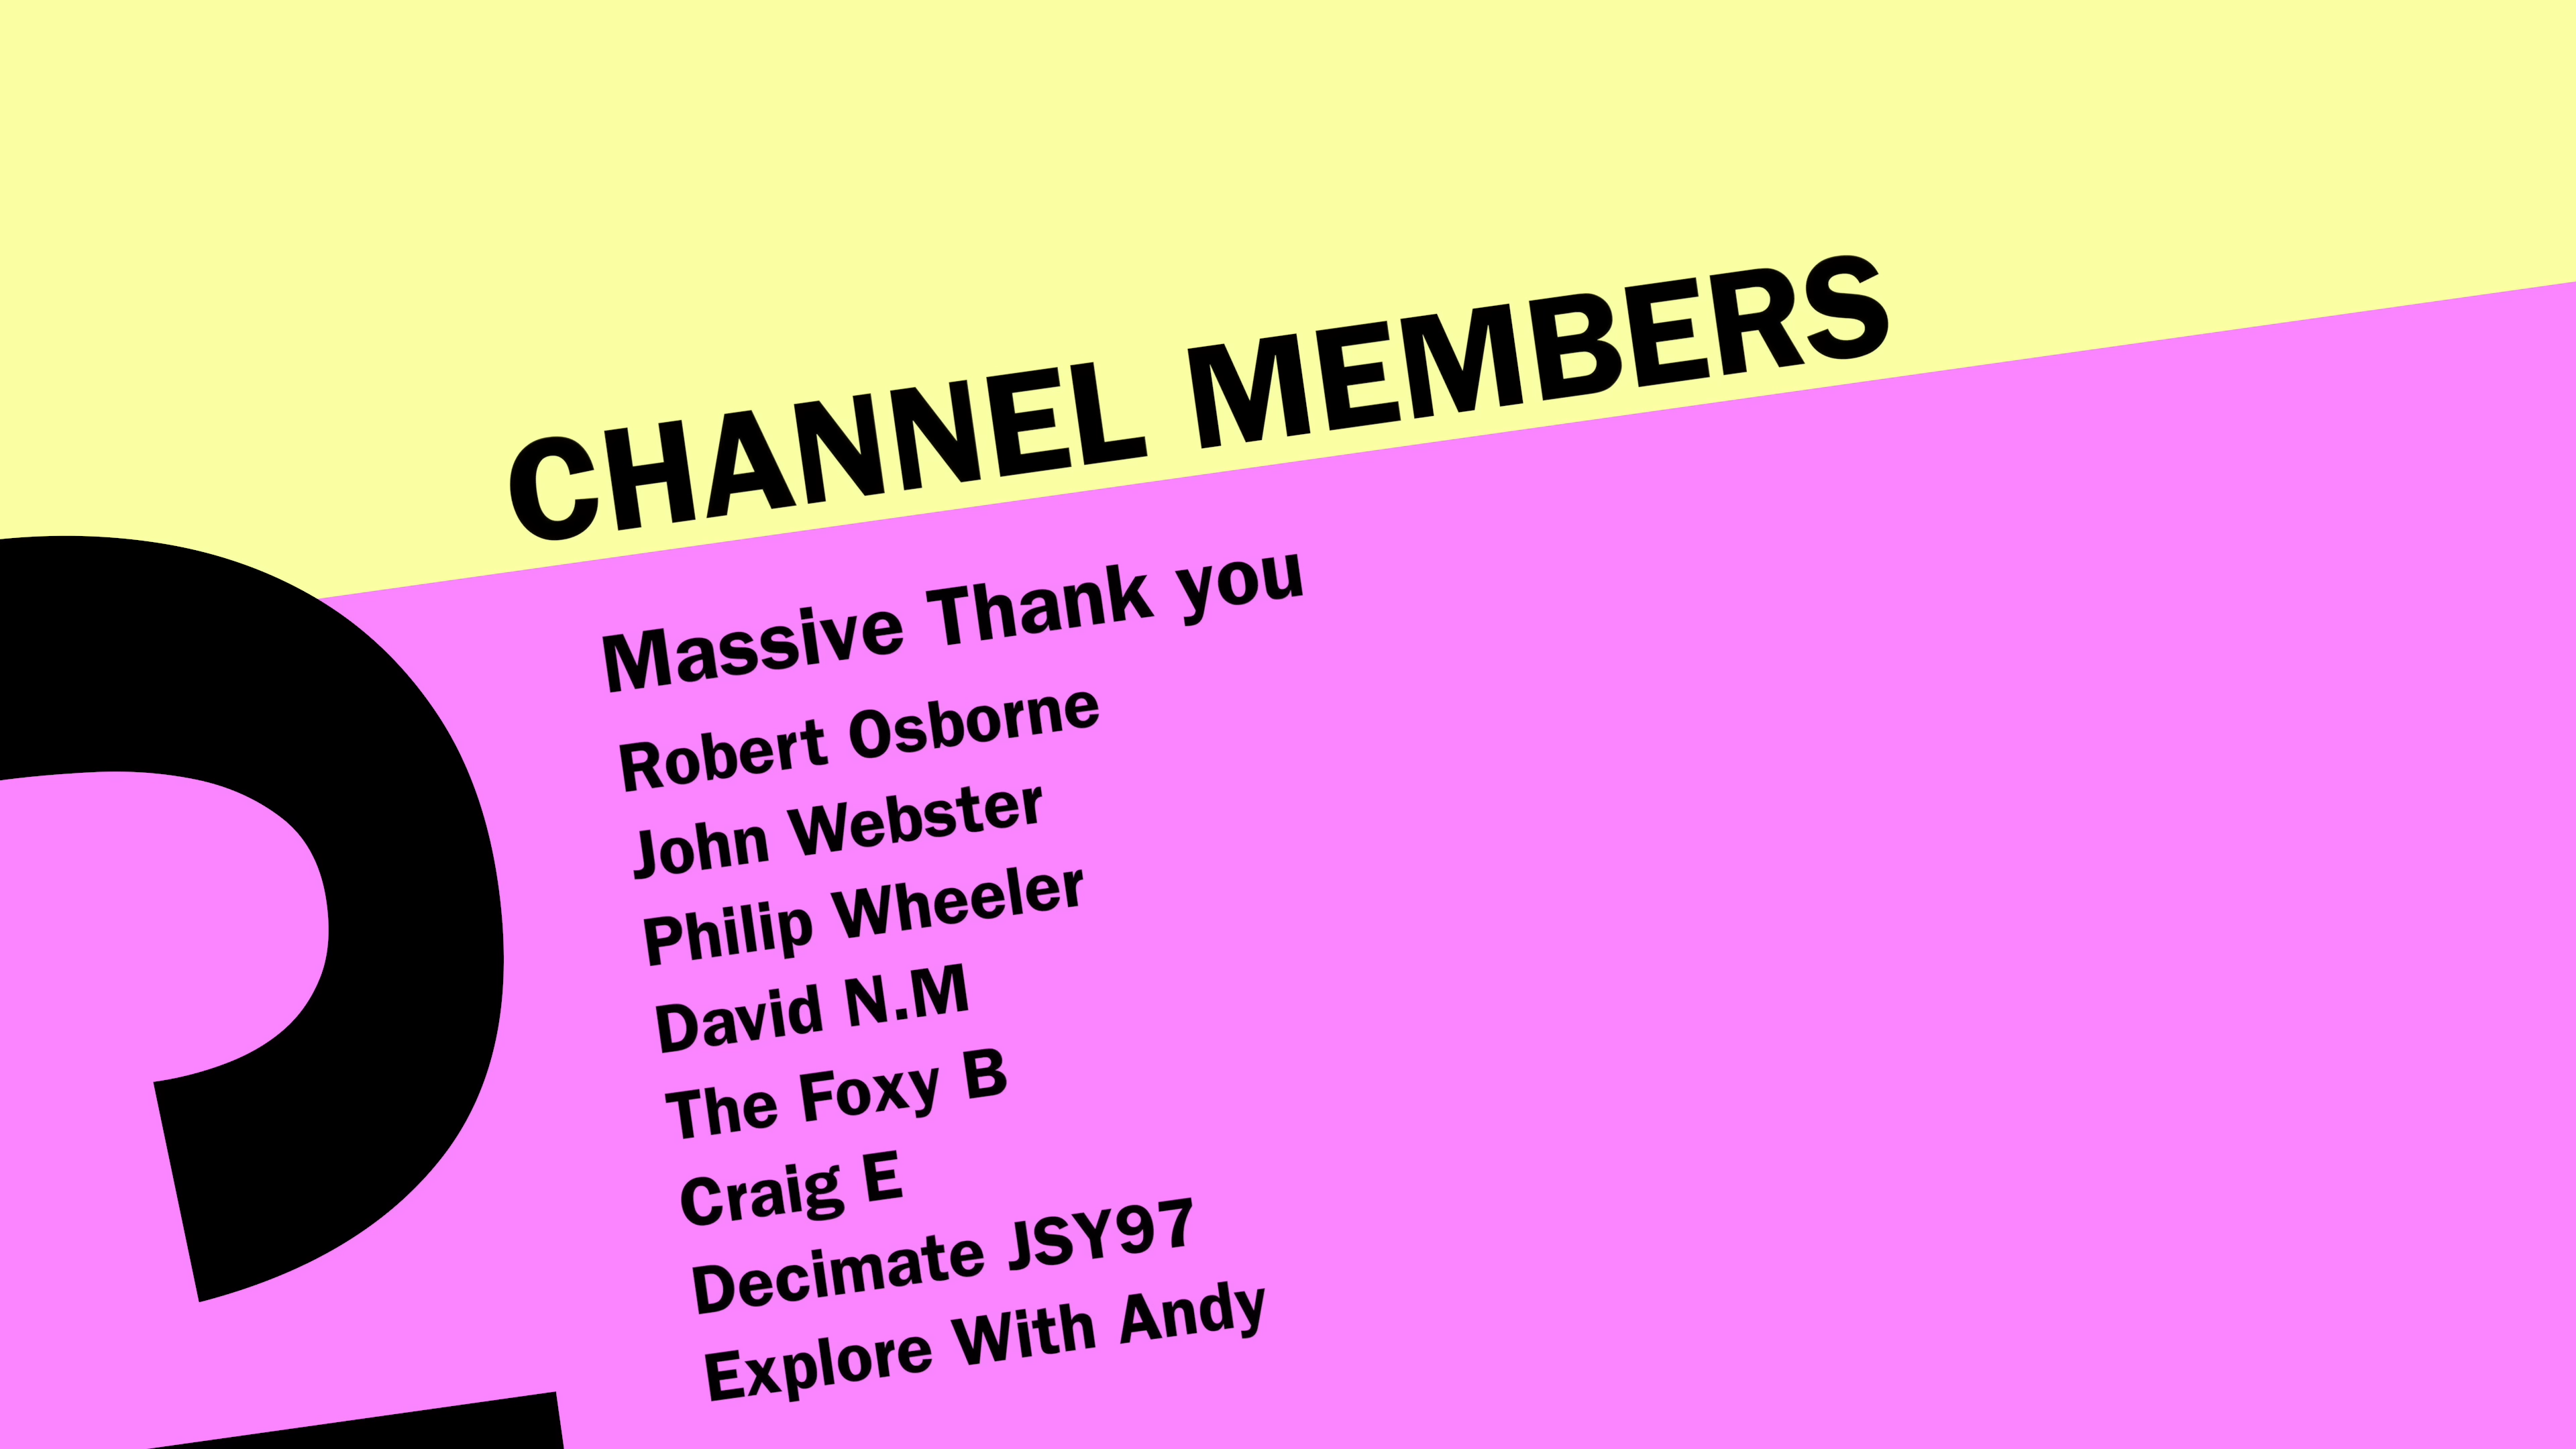 CHANNEL MEMBERS
Massive Thank you
Robert Osborne
John Webster
Philip Wheeler
David N.M
The Foxy B
Craig E
Decimate JSY97
Explore With Andy